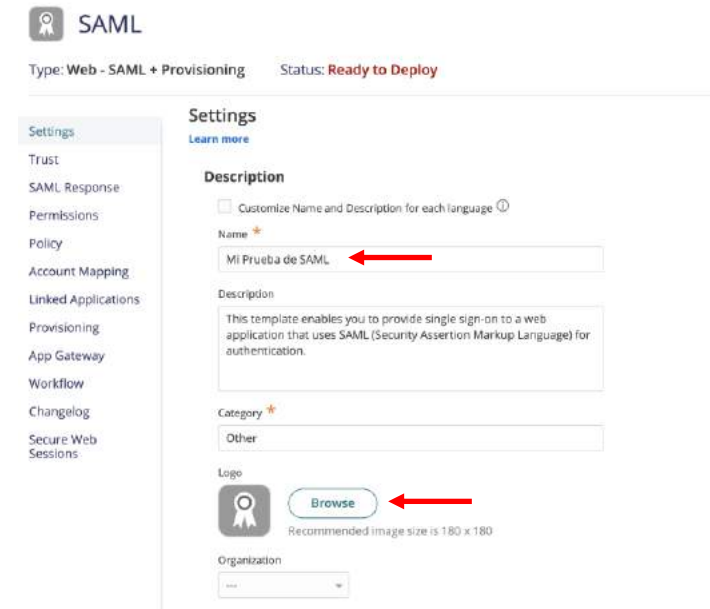 SAML
Type: Web - SAML + Provisioning Status: Ready to Deploy
Settings
Trust
SAML Response
Permissions
Policy
Account Mapping
Linked Applications
Provisioning
App Gateway
Workflow
Changelog
Secure Web
Sessions
Settings
Learn more
Description
Customize Name and Description for each language
Name *
Mi Prueba de SAML
Description
This template enables you to provide single sign-on to a web
application that uses SAML (Security Assertion Markup Language) for
authentication.
Category *
Other
Logo
Browse
Recommended image size is 180 x 180
Organization
---